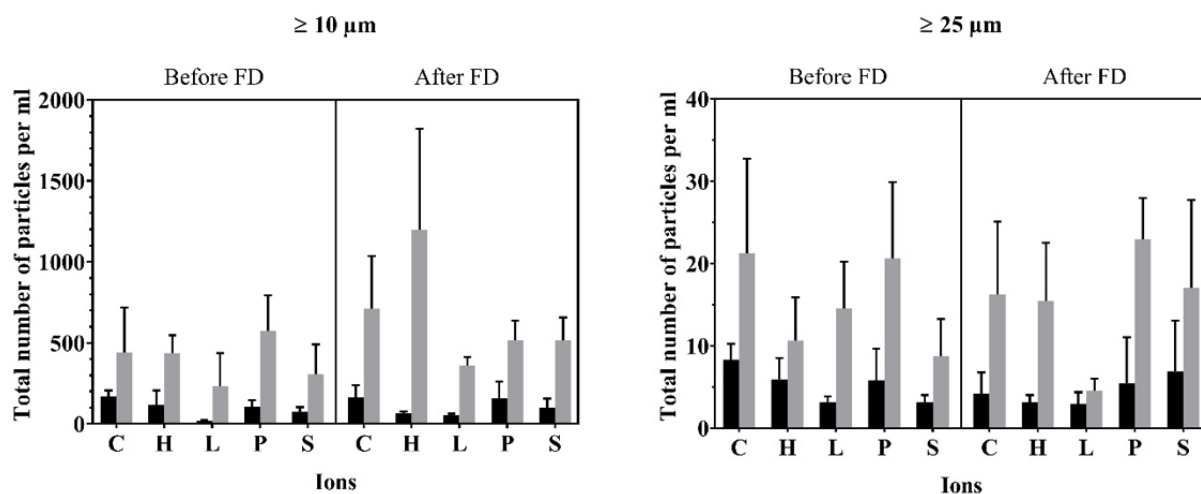 ≥ 10 µm
Before FD After FD
Total number of particles per ml
2000
1500
1000
500
0
C H L P S C H L P S
Ions
≥ 25 µm
Before FD After FD
Total number of particles per ml
40
30
20
10
0
C H L P S C H L P S
Ions